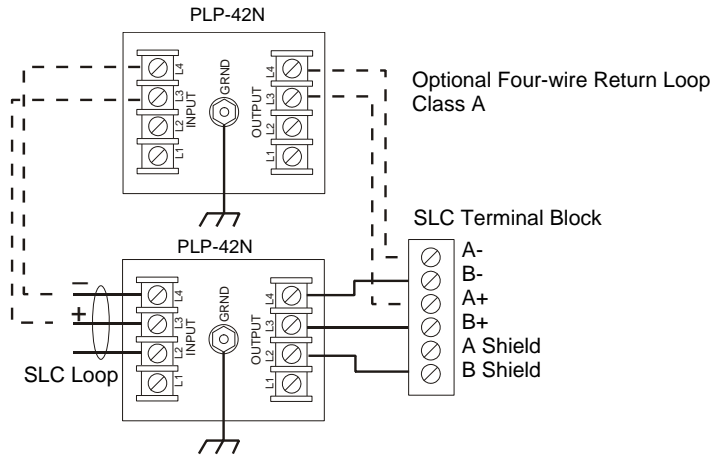 PLP-42N
L4
L3
L2
L1
INPUT
GRND
OUTPUT
L4
L3
L2
L1
Optional Four-wire Return Loop
Class A
SLC Terminal Block
A-
B-
A+
B+
A Shield
B Shield
PLP-42N
–
+
SLC Loop
L4
L3
L2
L1
INPUT
GRND
OUTPUT
L4
L3
L2
L1